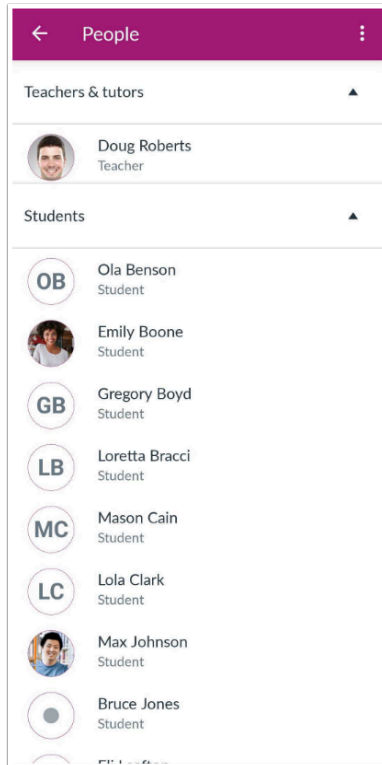 People
Teachers & tutors
Doug Roberts
Teacher
Students
OB
Ola Benson
Student
Emily Boone
Student
GB
Gregory Boyd
Student
LB
Loretta Bracci
Student
MC
Mason Cain
Student
LC
Lola Clark
Student
Max Johnson
Student
Bruce Jones
Student